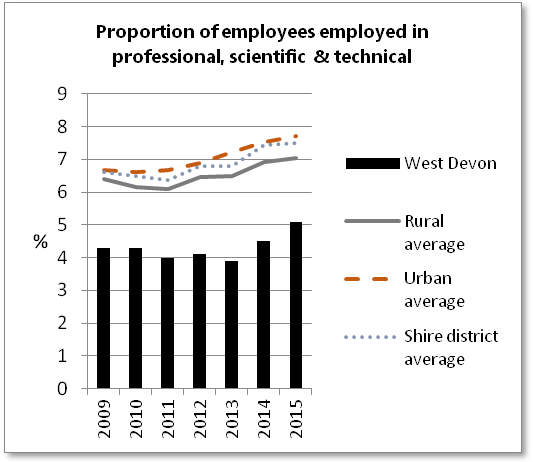 Proportion of employees employed in
professional, scientific & technical
9
8
7
6
5
4
3
2
1
0
%
2009
2010
2011
2012
2013
2014
2015
West Devon
Rural
average
Urban
average
Shire district
average